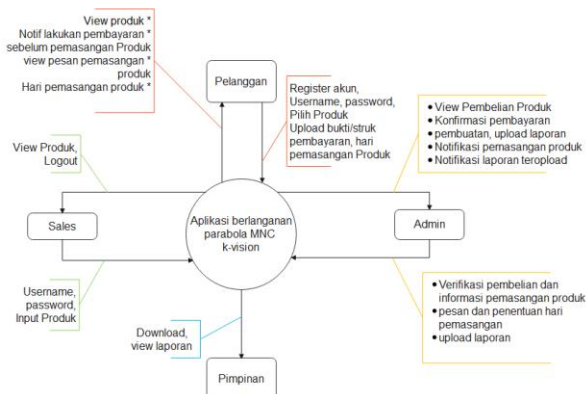 View produk *
Notif lakukan pembayaran *
sebelum pemasangan Produk
view pesan pemasangan *
produk
Hari pemasangan produk *
Pelanggan
Register akun,
Username, password,
Pilih Produk
Upload bukti/struk
pembayaran, hari
pemasangan Produk
• View Pembelian Produk
• Konfirmasi pembayaran
• pembuatan, upload laporan
• Notifikasi pemasangan produk
• Notifikasi laporan teropload
View Produk,
Logout
Sales
Aplikasi berlanganan
parabola MNC
k-vision
Admin
Username,
password,
Input Produk
• Verifikasi pembelian dan
informasi pemasangan produk
• pesan dan penentuan hari
pemasangan
• upload laporan
Download,
view laporan
Pimpinan